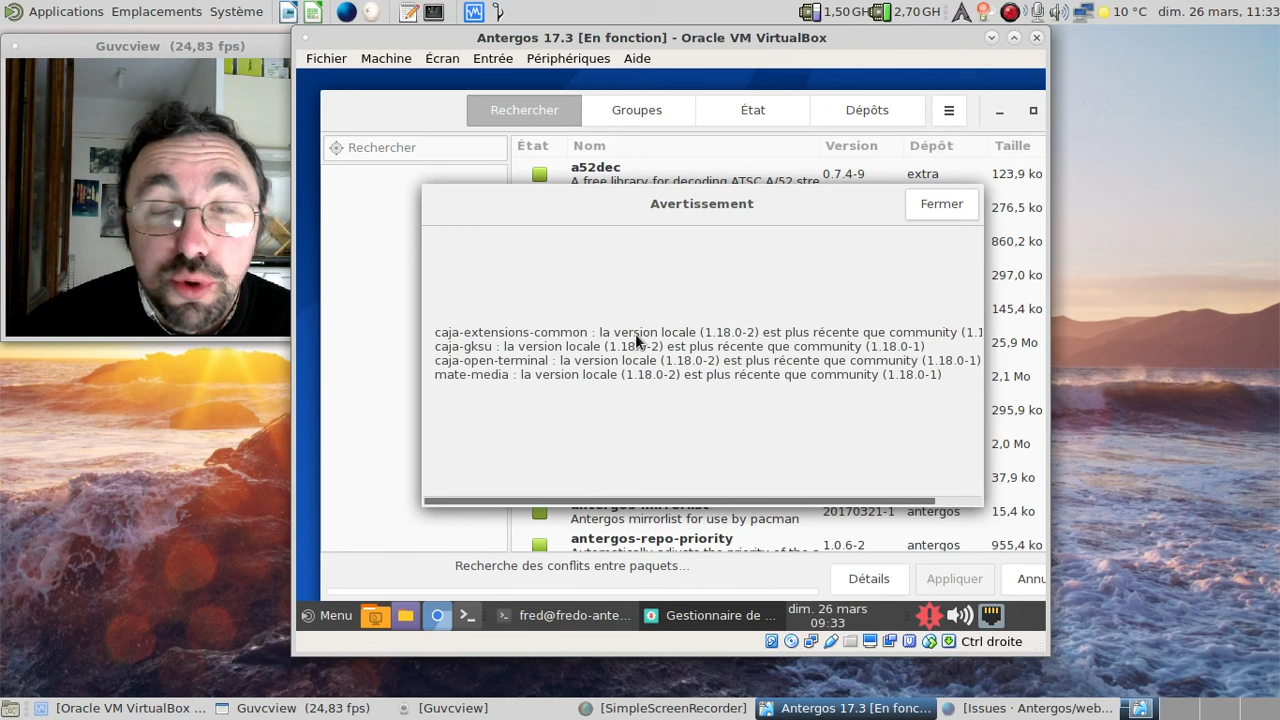 Applications Emplacements Système
1,50 GH 2,70 GH 10 °C dim. 26 mars, 11:33
Guvcview (24,83 fps)
Antergos 17.3 [En fonction] - Oracle VM VirtualBox
Fichier Machine Écran Entrée Périphériques Aide
Rechercher Groupes État Dépôts
Rechercher
État Nom Version Dépôt Taille
a52dec 0.7.4-9 extra 123,9 ko
A free library for decoding ATSC A/52 stre
276,5 ko
Avertissement Fermer
860,2 ko
297,0 ko
145,4 ko
caja-extensions-common : la version locale (1.18.0-2) est plus récente que community (1.1
caja-gksu : la version locale (1.18.0-2) est plus récente que community (1.18.0-1)
25,9 ko
caja-open-terminal : la version locale (1.18.0-2) est plus récente que community (1.18.0-1)
mate-media : la version locale (1.18.0-2) est plus récente que community (1.18.0-1)
2,1 Mo
295,9 ko
2,0 Mo
37,9 ko
antergos-mirrorlist 20170321-1 antergos 15,4 ko
Antergos mirrorlist for use by pacman
antergos-repo-priority 1.0.6-2 antergos 955,4 ko
Recherche des conflits entre paquets...
Détails Appliquer Annu
Menu fred@fredo-ante... Gestionnaire de ... dim. 26 mars
09:33
Ctrl droite
[Oracle VM VirtualBox ... Guvcview (24,83 fps) [Guvcview] [SimpleScreenRecorder] Antergos 17.3 [En fonc... [Issues · Antergos/web...